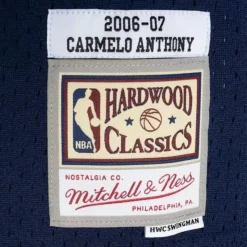 2006-07
CARMELO ANTHONY
NBA
HARDWOOD
CLASSICS
NOSTALGIA CO.
Mitchell & Ness
PHILADELPHIA, PA.
HWC SWINGMAN